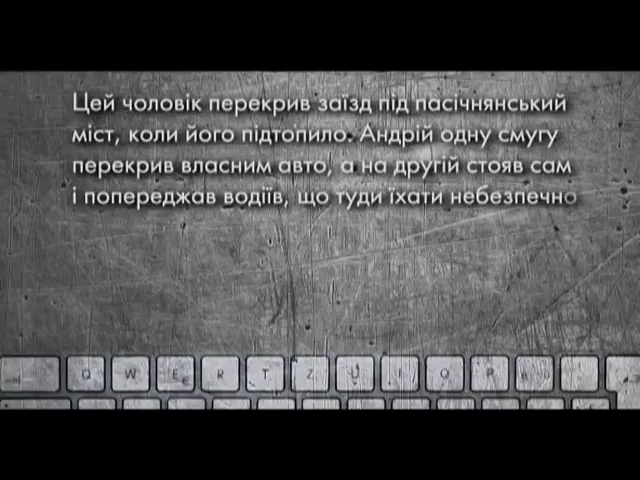 Цей чоловік перекрив заїзд під пасічнянський
міст, коли його підтопило. Андрій одну смугу
перекрив власним авто, а на другій стояв сам
і попереджав водіїв, що туди їхати небезпечно
Q W E R T Z U I O P